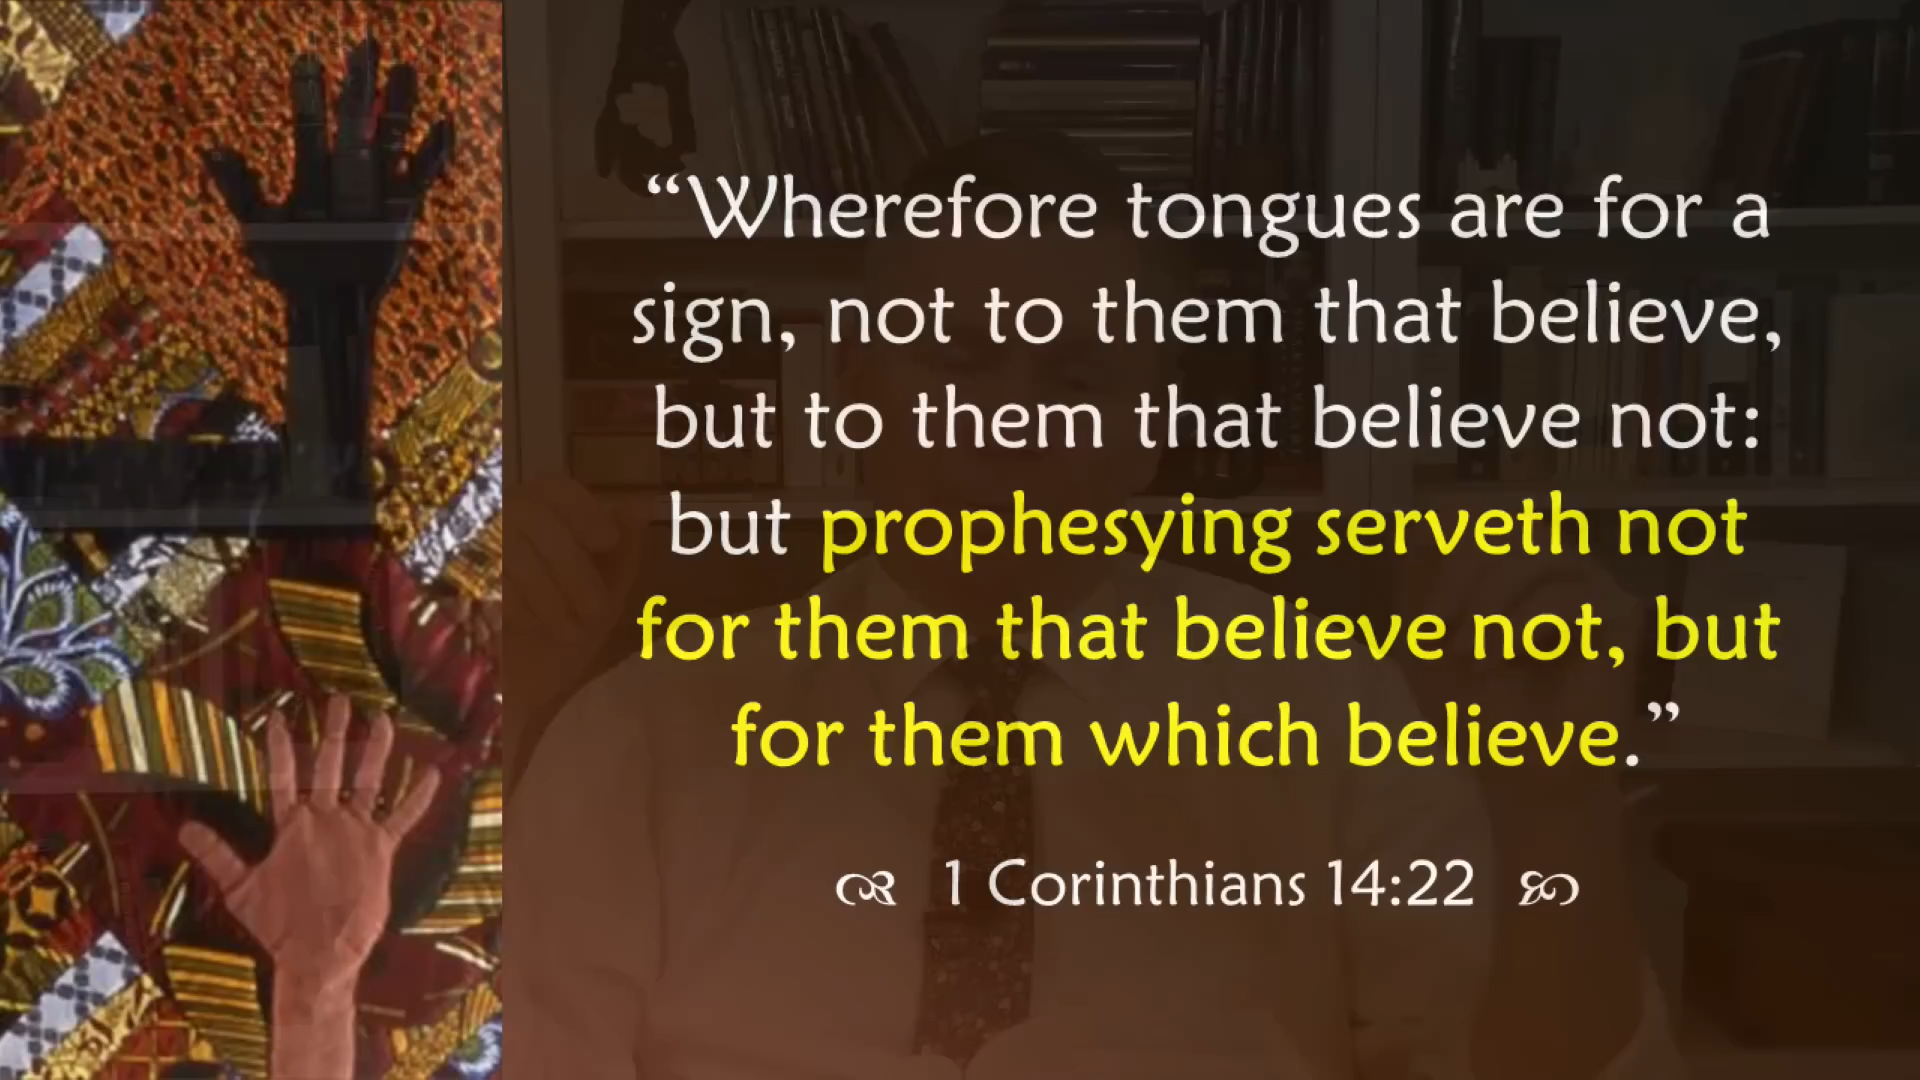 “Wherefore tongues are for a
sign, not to them that believe,
but to them that believe not:
but prophesying serveth not
for them that believe not, but
for them which believe.”
1 Corinthians 14:22